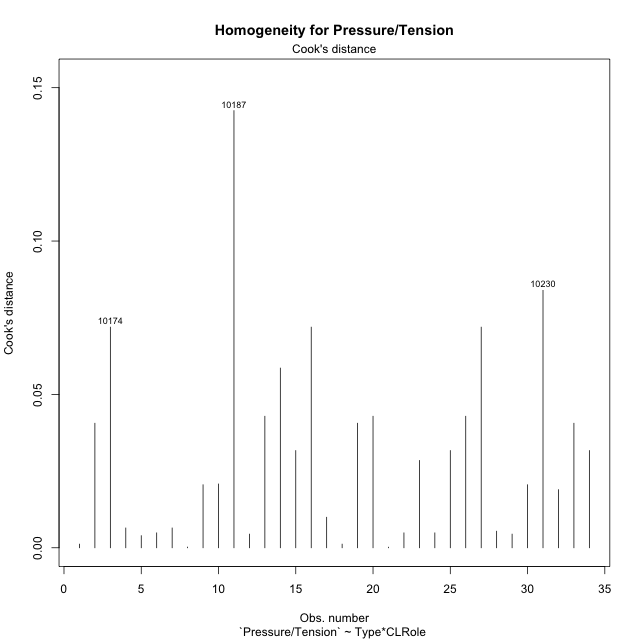 Homogeneity for Pressure/Tension
Cook's distance
0.15
0.10
0.05
0.00
Cook's distance
10187
10230
10174
0 5 10 15 20 25 30 35
Obs. number
`Pressure/Tension` ~ Type*CLRole